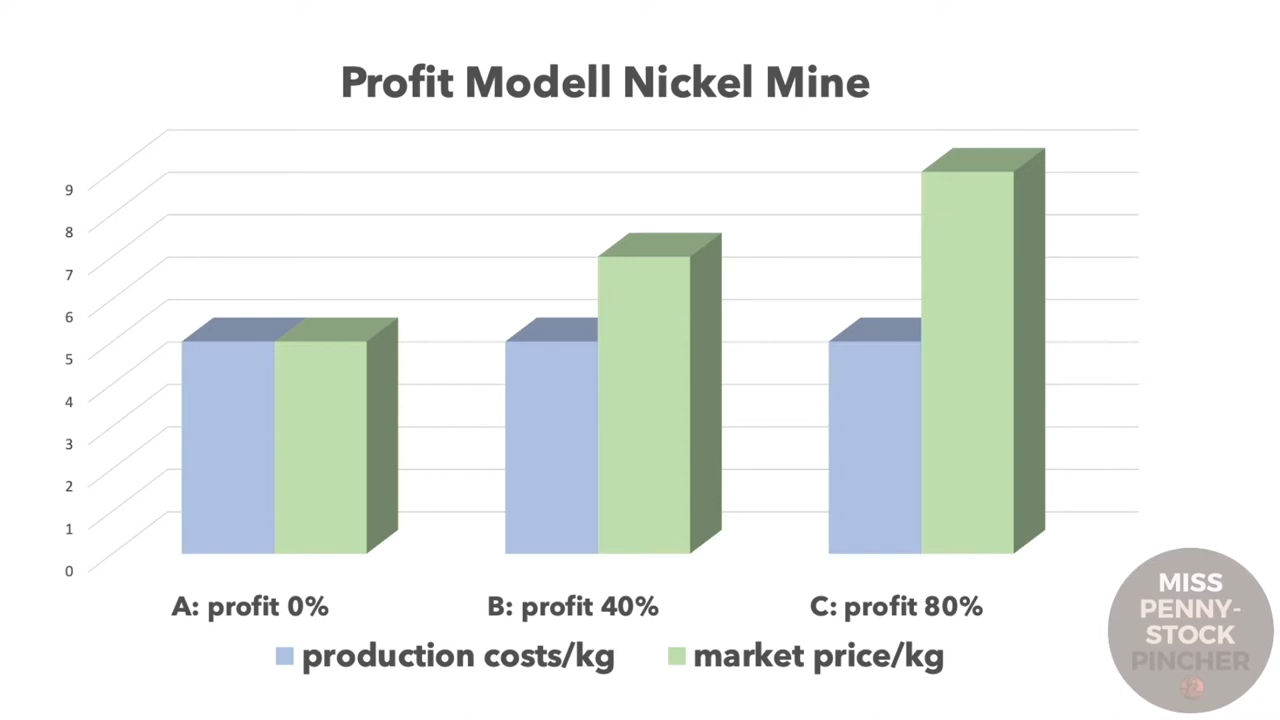 Profit Modell Nickel Mine
9
8
7
6
5
4
3
2
1
0
A: profit 0%
B: profit 40%
C: profit 80%
production costs/kg
market price/kg
MISS
PENNY-
STOCK
PINCHER